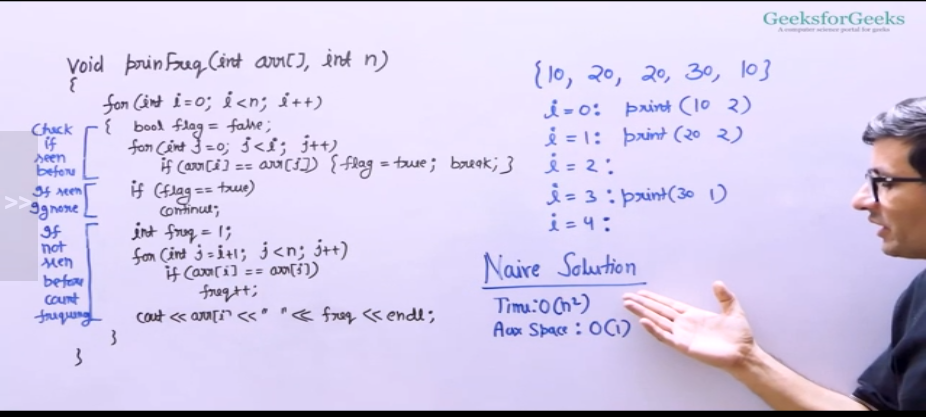 GeeksforGeeks
A computer science portal for geeks
void prinFreq(int arr[], int n)
{
for(int i=0; i<n; i++)
{ bool flag = false;
for(int j=0; j<i; j++)
if(arr[i] == arr[j]) {flag = true; break; }
if (flag == true)
continue;
int freq = 1;
for(int j=i+1; j<n; j++)
if(arr[i] == arr[j])
freq++;
cout << arr[i] << " " << freq << endl;
}
}
Check
if
seen
before
If seen
Ignore
If
not
seen
before
count
frequency
>>
{10, 20, 20, 30, 10}
i=0: print (10 2)
i=1: print (20 2)
i=2:
i=3: print(30 1)
i=4:
Naive Solution
Time: O(n²)
Aux Space: O(1)